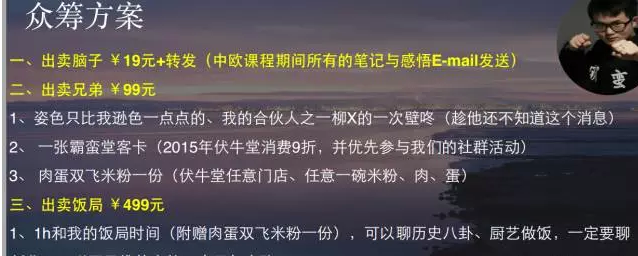 众筹方案
一、出卖脑子 ￥19元+转发（中欧课程期间所有的笔记与感悟E-mail发送）
二、出卖兄弟 ￥99元
1、姿色只比我逊色一点点的、我的合伙人之一柳X的一次壁咚（趁他还不知道这个消息）
2、 一张霸蛮堂客卡（2015年伏牛堂消费9折，并优先参与我们的社群活动）
3、 肉蛋双飞米粉一份（伏牛堂任意门店、任意一碗米粉、肉、蛋）
三、出卖饭局 ￥499元
1、1h和我的饭局时间（附赠肉蛋双飞米粉一份），可以聊历史八卦、厨艺做饭，一定要聊
蛮